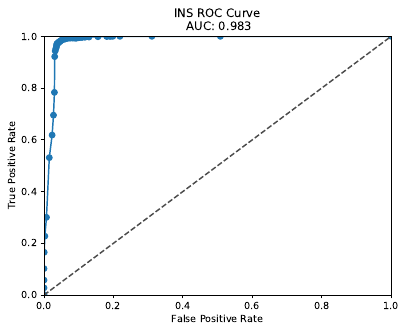 INS ROC Curve
AUC: 0.983
1.0
0.8
0.6
0.4
0.2
0.0
True Positive Rate
0.0 0.2 0.4 0.6 0.8 1.0
False Positive Rate